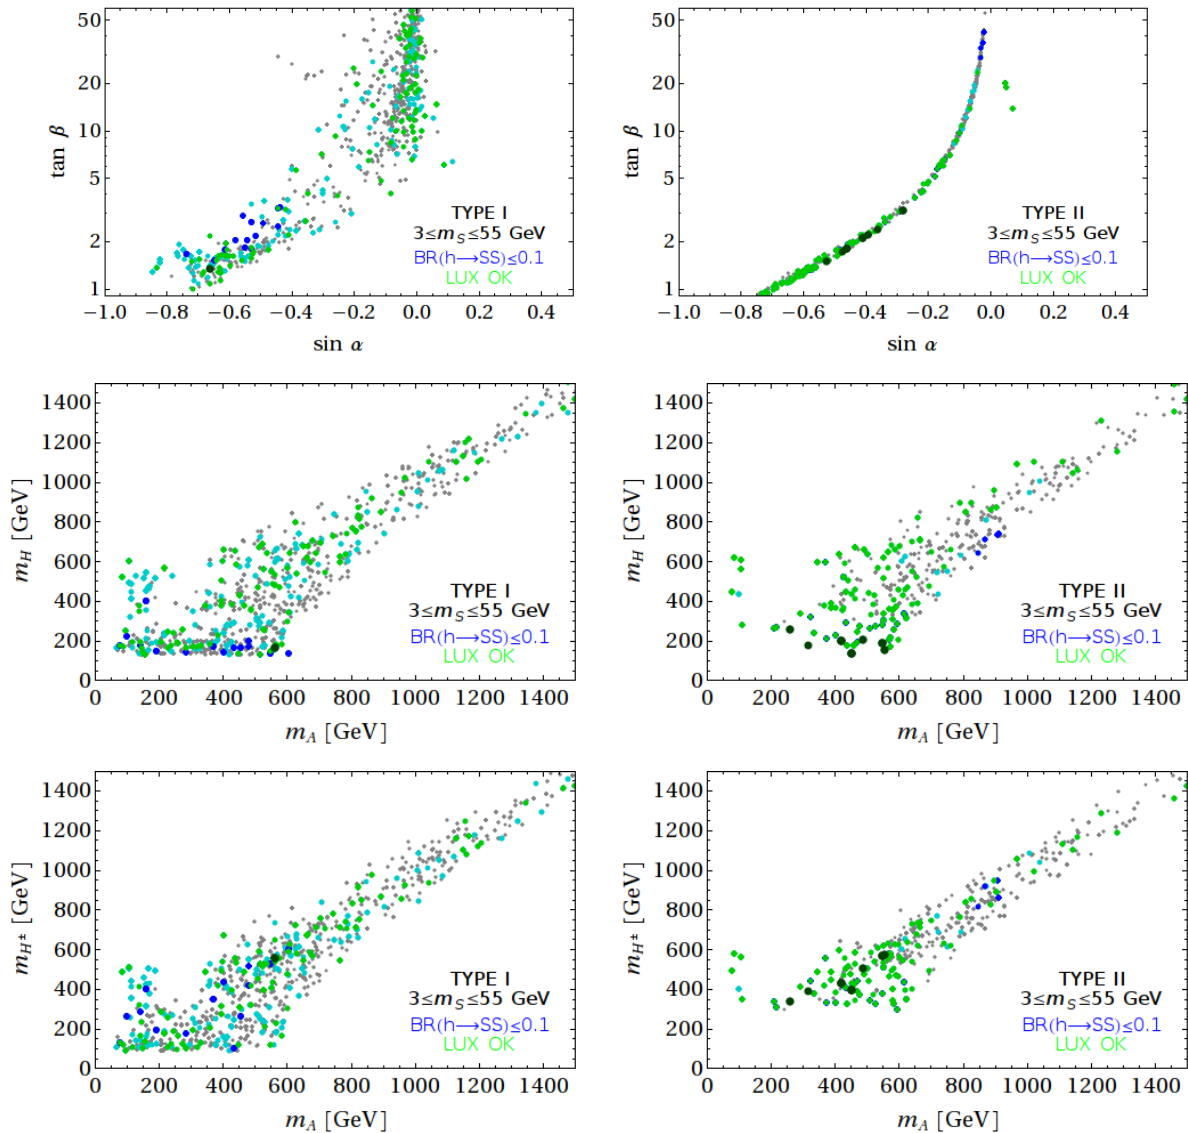 50
20
10
5
2
1
tan β
−1.0 −0.8 −0.6 −0.4 −0.2 0.0 0.2 0.4
sin α
TYPE I
3≤m_S≤55 GeV
BR(h→SS)≤0.1
LUX OK
50
20
10
5
2
1
tan β
−1.0 −0.8 −0.6 −0.4 −0.2 0.0 0.2 0.4
sin α
TYPE II
3≤m_S≤55 GeV
BR(h→SS)≤0.1
LUX OK
1400
1200
1000
800
600
400
200
0
m_H [GeV]
0 200 400 600 800 1000 1200 1400
m_A [GeV]
TYPE I
3≤m_S≤55 GeV
BR(h→SS)≤0.1
LUX OK
1400
1200
1000
800
600
400
200
0
m_H [GeV]
0 200 400 600 800 1000 1200 1400
m_A [GeV]
TYPE II
3≤m_S≤55 GeV
BR(h→SS)≤0.1
LUX OK
1400
1200
1000
800
600
400
200
0
m_H± [GeV]
0 200 400 600 800 1000 1200 1400
m_A [GeV]
TYPE I
3≤m_S≤55 GeV
BR(h→SS)≤0.1
LUX OK
1400
1200
1000
800
600
400
200
0
m_H± [GeV]
0 200 400 600 800 1000 1200 1400
m_A [GeV]
TYPE II
3≤m_S≤55 GeV
BR(h→SS)≤0.1
LUX OK